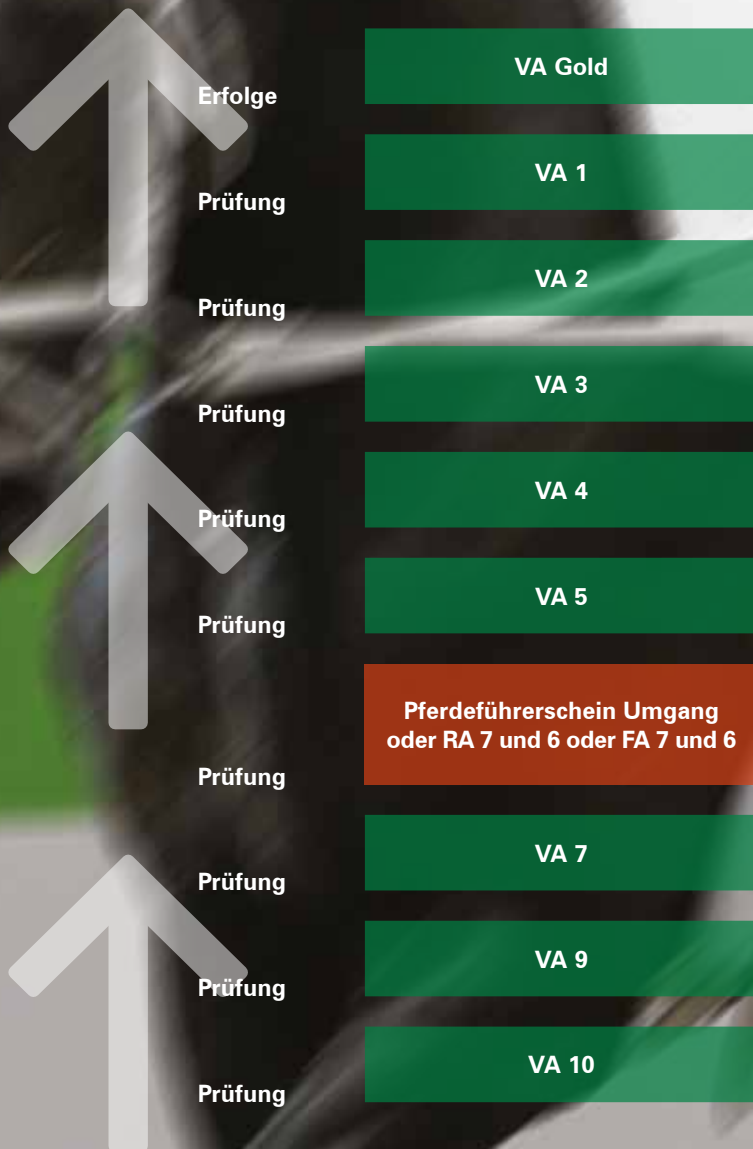 VA Gold
Erfolge
VA 1
Prüfung
VA 2
Prüfung
VA 3
Prüfung
VA 4
Prüfung
VA 5
Prüfung
Pferdeführerschein Umgang
oder RA 7 und 6 oder FA 7 und 6
Prüfung
VA 7
Prüfung
VA 9
Prüfung
VA 10
Prüfung